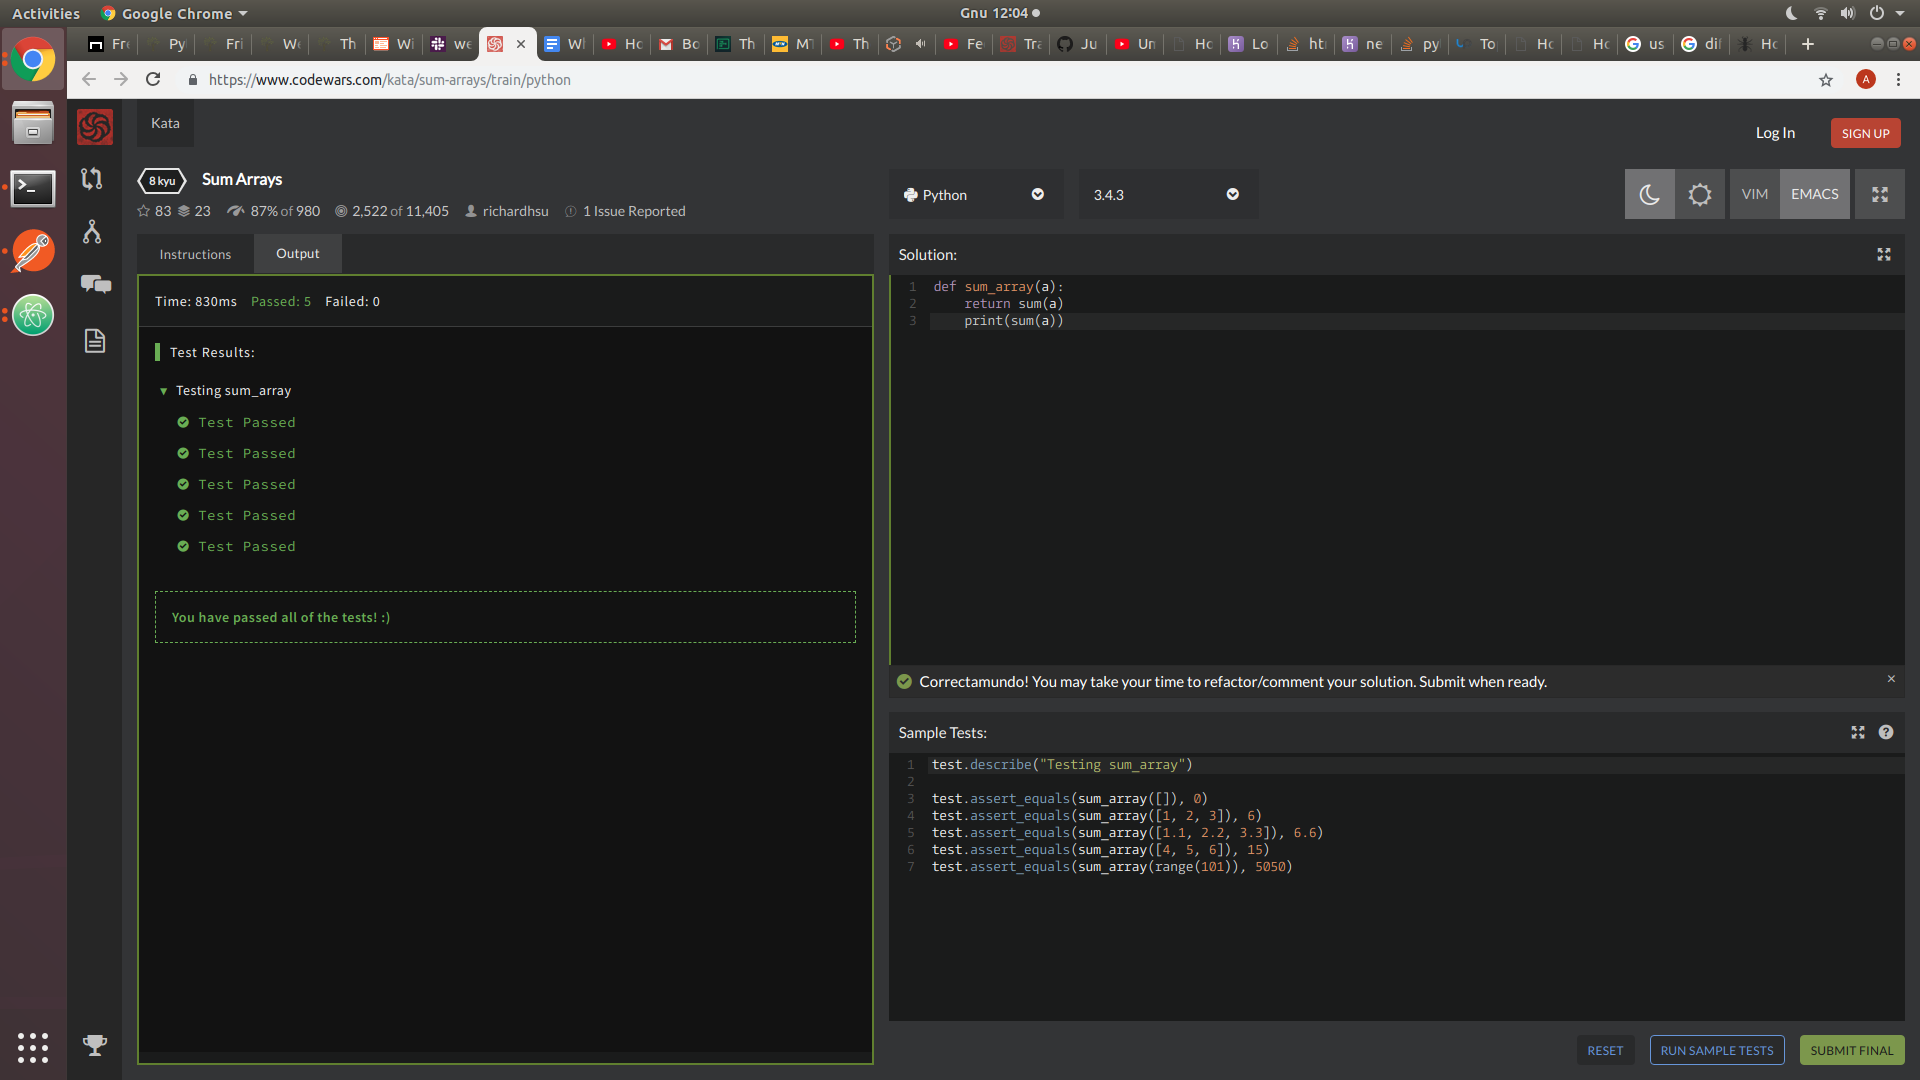 Activities
Google Chrome
Gnu 12:04
Fre
Py
Fri
We
Th
Wi
we
Wh
Ho
Bo
Th
MT
Th
Fe
Tra
Ju
Un
Ho
Lo
htt
ne
py
To
Ho
Ho
us
dif
Ho
https://www.codewars.com/kata/sum-arrays/train/python
A
Kata
Log In
SIGN UP
8 kyu
Sum Arrays
83 23 87% of 980 2,522 of 11,405 richardhsu 1 Issue Reported
Python
3.4.3
VIM
EMACS
Instructions
Output
Time: 830ms Passed: 5 Failed: 0
Test Results:
Testing sum_array
Test Passed
Test Passed
Test Passed
Test Passed
Test Passed
You have passed all of the tests! :)
Solution:
1 def sum_array(a):
2 return sum(a)
3 print(sum(a))
Correctamundo! You may take your time to refactor/comment your solution. Submit when ready.
Sample Tests:
1 test.describe("Testing sum_array")
2
3 test.assert_equals(sum_array([]), 0)
4 test.assert_equals(sum_array([1, 2, 3]), 6)
5 test.assert_equals(sum_array([1.1, 2.2, 3.3]), 6.6)
6 test.assert_equals(sum_array([4, 5, 6]), 15)
7 test.assert_equals(sum_array(range(101)), 5050)
RESET
RUN SAMPLE TESTS
SUBMIT FINAL